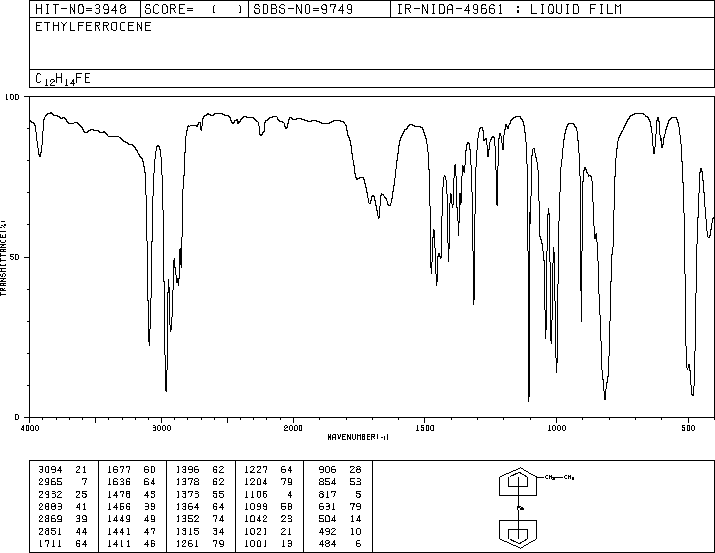 HIT-NO=3948 SCORE= ( ) SDBS-NO=9749 IR-NIDA-49661 : LIQUID FILM
ETHYLFERROCENE
C12H14FE
100
TRANSMITTANCE(%)
50
0
4000 3000 2000 1500 1000 500
WAVENUMBER(-1)
3094 21 1677 60 1396 62 1227 64 906 28
2965 7 1636 64 1378 62 1204 79 854 53
2932 25 1478 45 1373 55 1106 4 817 5
2883 41 1456 39 1364 64 1099 58 631 79
2869 39 1449 49 1352 74 1042 23 504 14
2851 44 1441 47 1315 34 1021 21 492 10
1711 64 1411 46 1261 79 1001 13 484 6
CH2 CH3
Fe